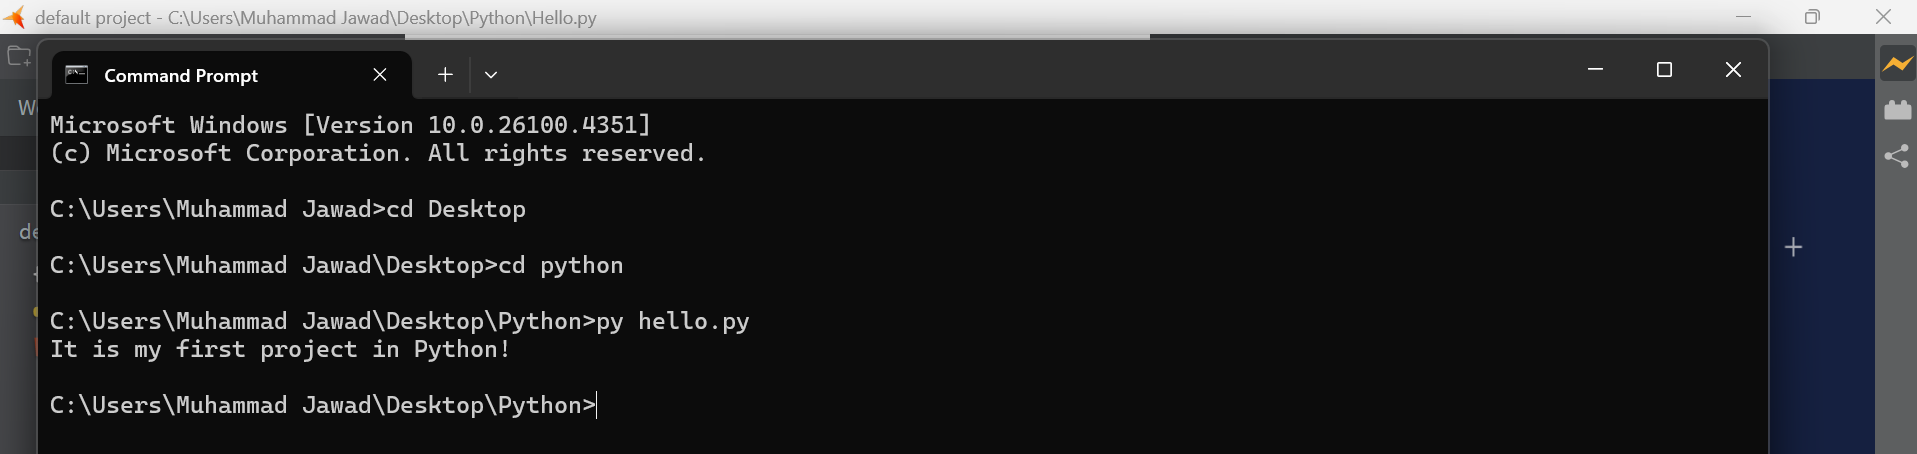 default project - C:\Users\Muhammad Jawad\Desktop\Python\Hello.py
Command Prompt
Microsoft Windows [Version 10.0.26100.4351]
(c) Microsoft Corporation. All rights reserved.
C:\Users\Muhammad Jawad>cd Desktop
C:\Users\Muhammad Jawad\Desktop>cd python
C:\Users\Muhammad Jawad\Desktop\Python>py hello.py
It is my first project in Python!
C:\Users\Muhammad Jawad\Desktop\Python>